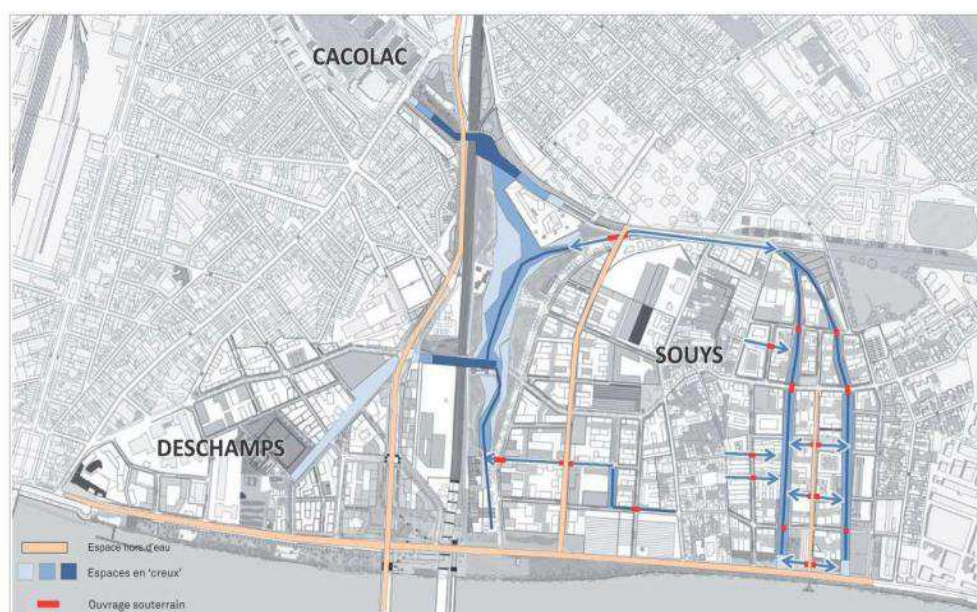 CACOLAC
SOUYS
DESCHAMPS
Espace hors d'eau
Espaces en 'creux'
Ouvrage souterrain